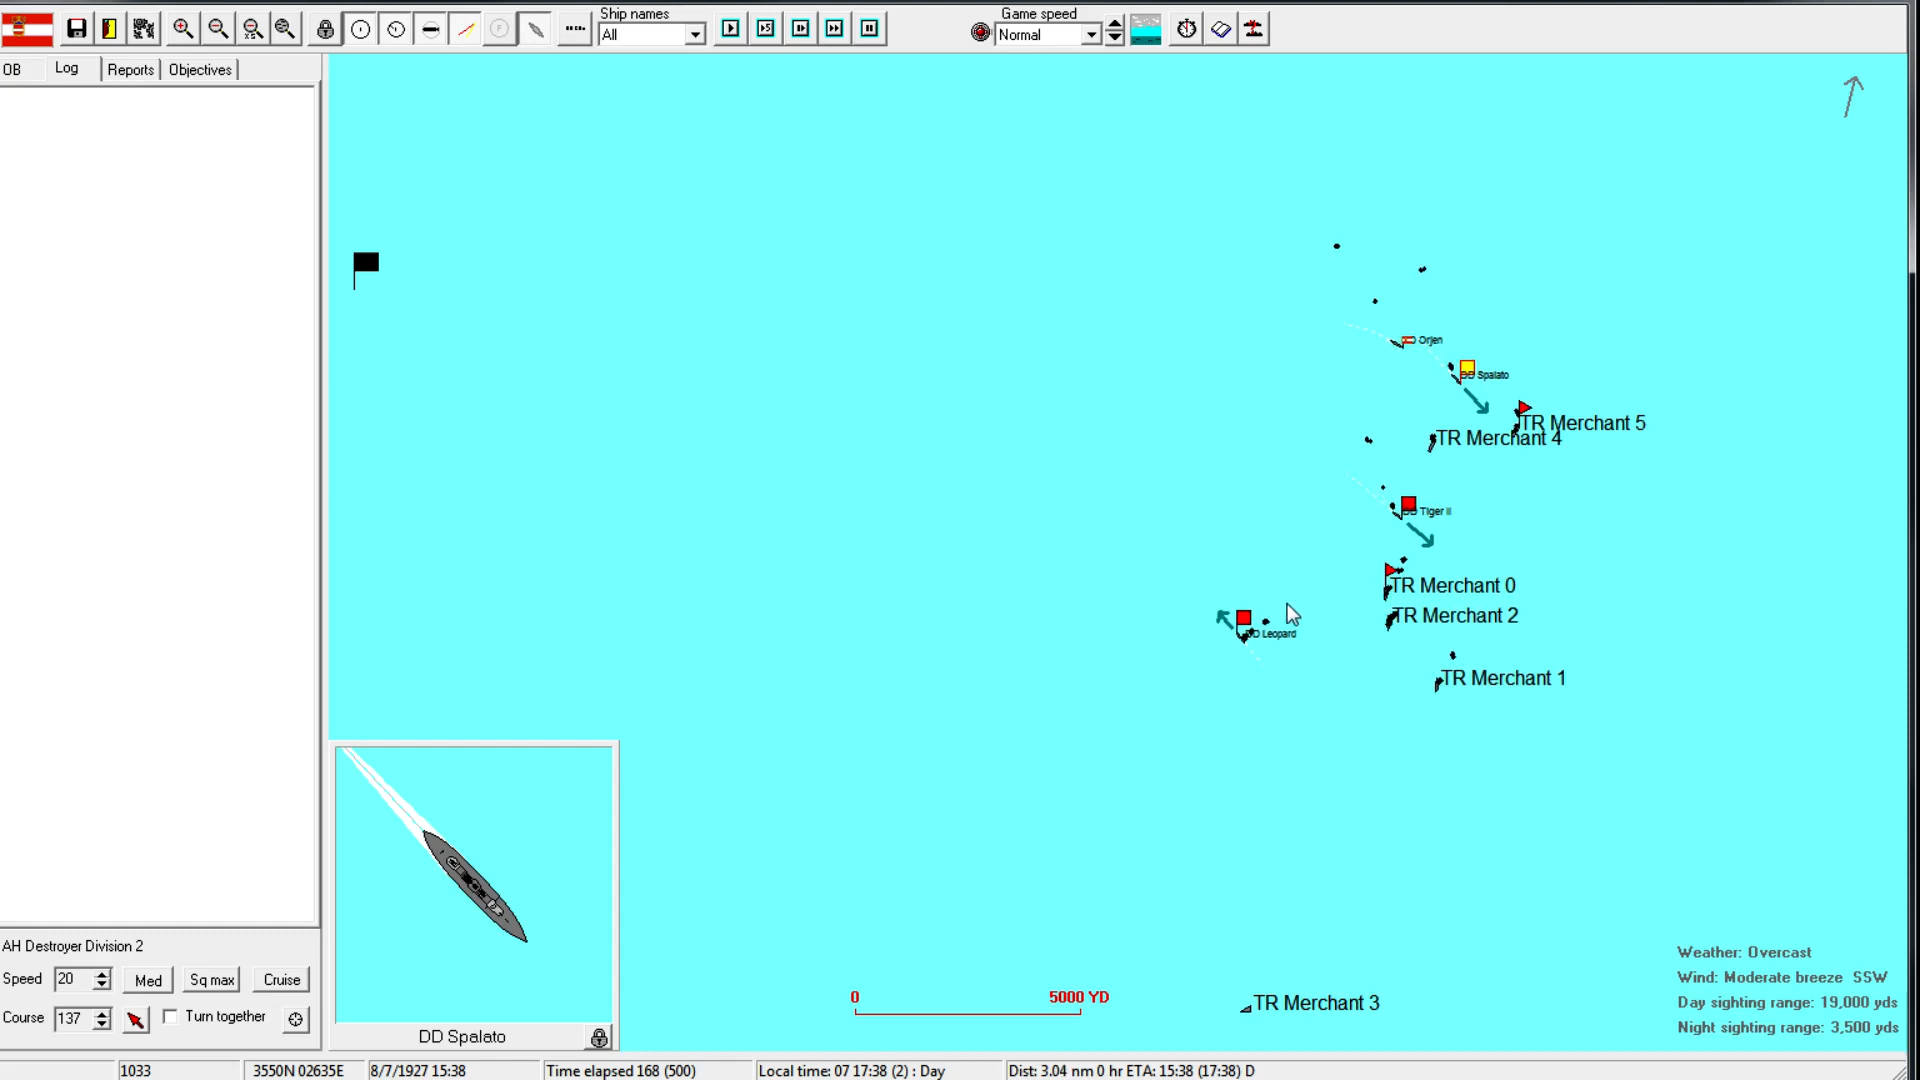 Ship names
All
Game speed
Normal
OB
Log
Reports
Objectives
DD Orjen
DD Spalato
TR Merchant 5
TR Merchant 4
DD Tiger II
TR Merchant 0
TR Merchant 2
DD Leopard
TR Merchant 1
TR Merchant 3
0 5000 YD
Weather: Overcast
Wind: Moderate breeze SSW
Day sighting range: 19,000 yds
Night sighting range: 3,500 yds
AH Destroyer Division 2
Speed 20 Med Sq max Cruise
Course 137 Turn together
DD Spalato
1033 3550N 02635E 8/7/1927 15:38 Time elapsed 168 (500) Local time: 07 17:38 (2) : Day Dist: 3.04 nm 0 hr ETA: 15:38 (17:38) D